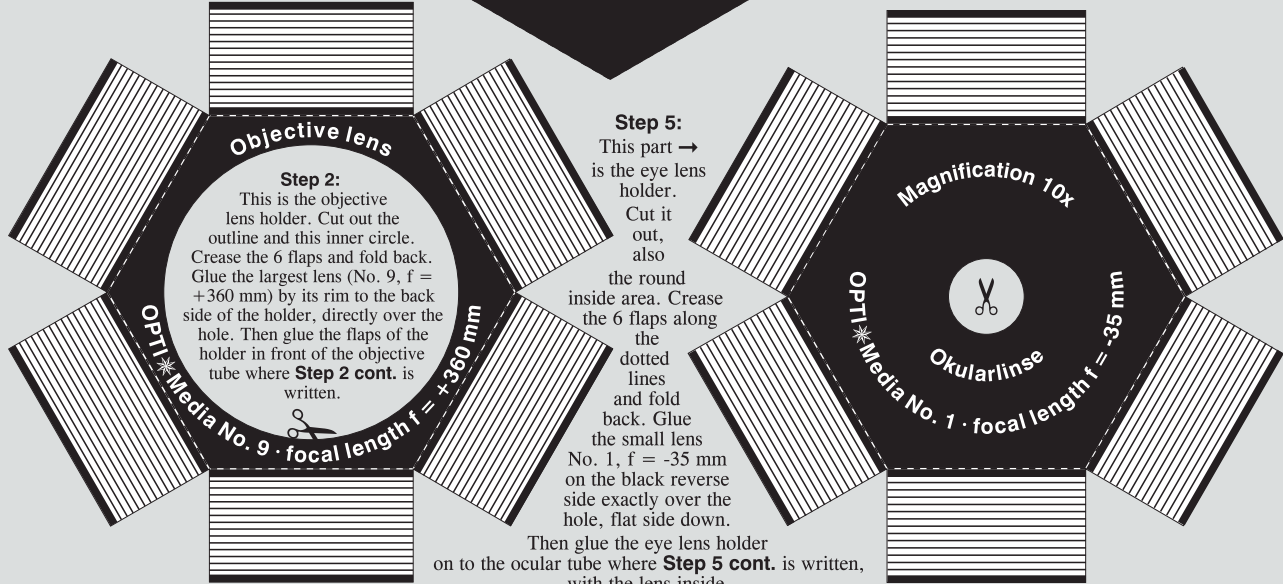 Objective lens
Step 2:
This is the objective
lens holder. Cut out the
outline and this inner circle.
Crease the 6 flaps and fold back.
Glue the largest lens (No. 9, f =
+360 mm) by its rim to the back
side of the holder, directly over the
hole. Then glue the flaps of the
holder in front of the objective
tube where Step 2 cont. is
written.
OPTI✳Media No. 9 · focal length f = +360 mm
Step 5:
This part →
is the eye lens
holder.
Cut it
out,
also
the round
inside area. Crease
the 6 flaps along
the
dotted
lines
and fold
back. Glue
the small lens
No. 1, f = -35 mm
on the black reverse
side exactly over the
hole, flat side down.
Then glue the eye lens holder
on to the ocular tube where Step 5 cont. is written,
with the lens inside
Magnification 10x
Okularlinse
OPTI✳Media No. 1 · focal length f = -35 mm